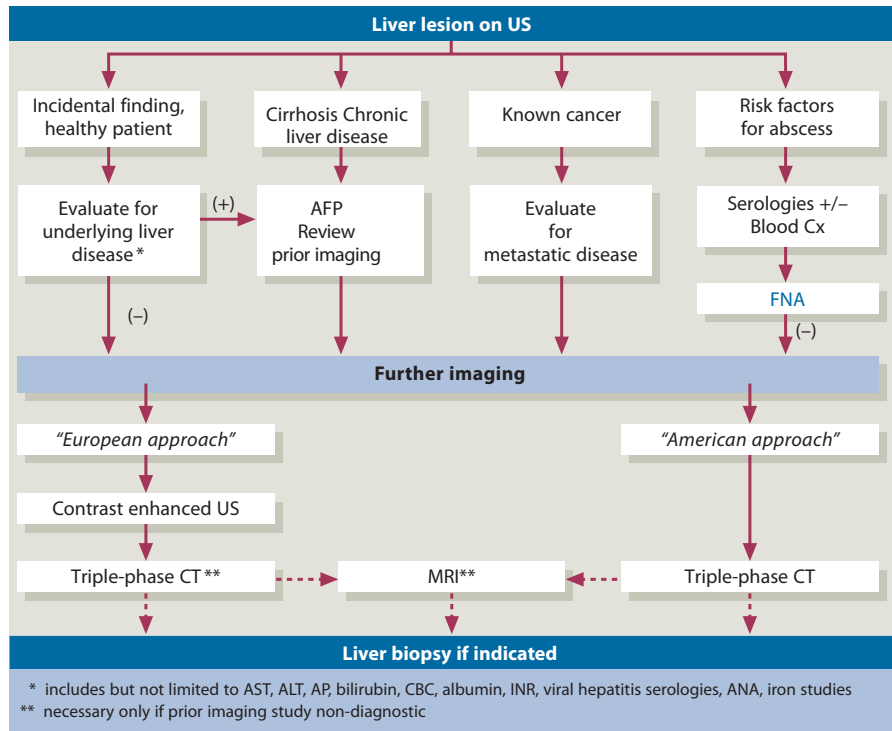 Liver lesion on US
Incidental finding,
healthy patient
Cirrhosis Chronic
liver disease
Known cancer
Risk factors
for abscess
Evaluate for
underlying liver
disease*
(+)
AFP
Review
prior imaging
Evaluate
for
metastatic disease
Serologies +/–
Blood Cx
FNA
(–)
(–)
Further imaging
"European approach"
"American approach"
Contrast enhanced US
Triple-phase CT**
MRI**
Triple-phase CT
Liver biopsy if indicated
* includes but not limited to AST, ALT, AP, bilirubin, CBC, albumin, INR, viral hepatitis serologies, ANA, iron studies
** necessary only if prior imaging study non-diagnostic